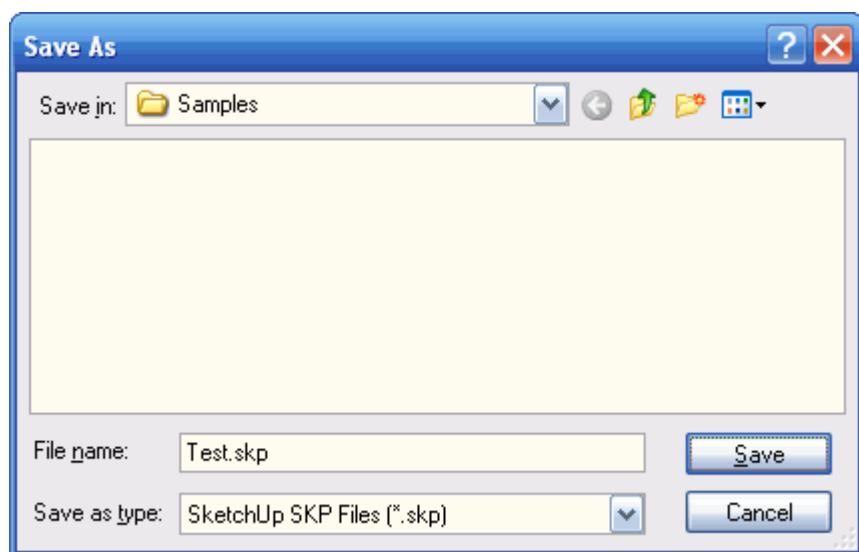 Save As
Save in: Samples
File name: Test.skp Save
Save as type: SketchUp SKP Files (*.skp) Cancel